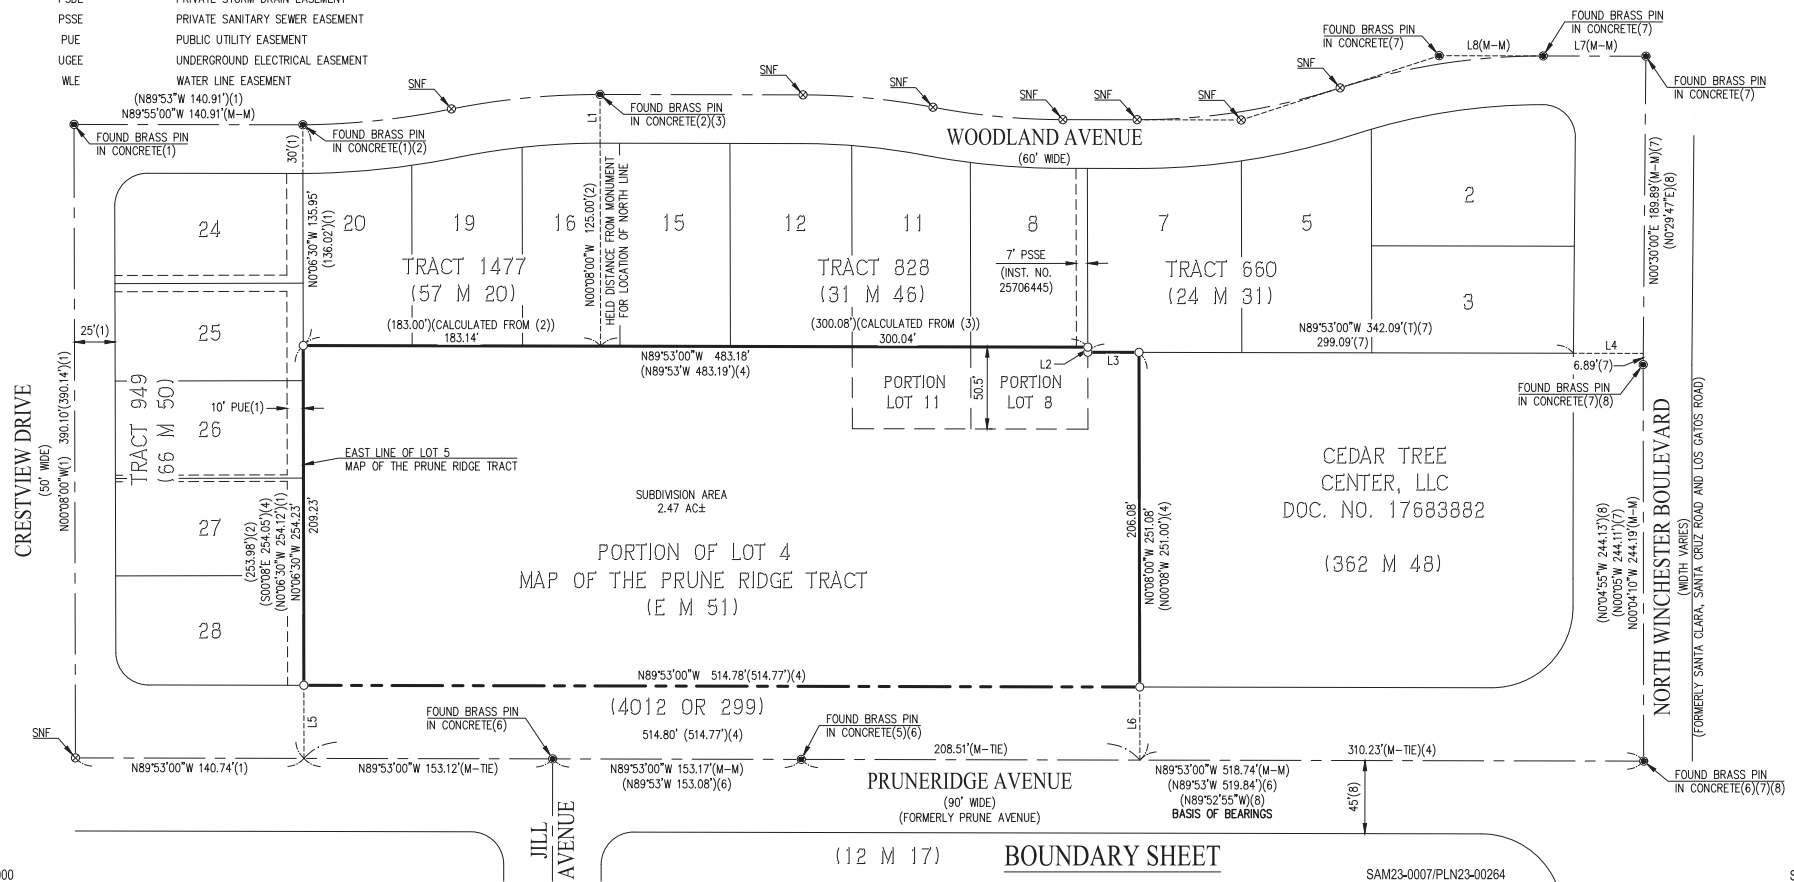 PSDE PRIVATE STORM DRAIN EASEMENT
PSSE PRIVATE SANITARY SEWER EASEMENT
PUE PUBLIC UTILITY EASEMENT
UGEE UNDERGROUND ELECTRICAL EASEMENT
WLE WATER LINE EASEMENT
(N89°53"W 140.91')(1)
N89°55'00"W 140.91'(M-M)
FOUND BRASS PIN
IN CONCRETE(1)
FOUND BRASS PIN
IN CONCRETE(1)(2)
30'(1)
SNF
L1
FOUND BRASS PIN
IN CONCRETE(2)(3)
SNF
SNF
SNF
SNF
SNF
SNF
FOUND BRASS PIN
IN CONCRETE(7)
L8(M-M)
FOUND BRASS PIN
IN CONCRETE(7)
L7(M-M)
FOUND BRASS PIN
IN CONCRETE(7)
WOODLAND AVENUE
(60' WIDE)
N00°30'00"E 189.89'(M-M)(7)
(N0°29'47"E)(8)
24
25
26
27
28
TRACT 949
(66 M 50)
25'(1)
10' PUE(1)
CRESTVIEW DRIVE
(50' WIDE)
N00°08'00"W(1) 390.10'(390.14')(1)
N0°06'30"W 135.95'
(136.02')(1)
20
19
16
15
12
11
8
7
5
2
3
TRACT 1477
(57 M 20)
(183.00')(CALCULATED FROM (2))
183.14'
N00°08'00"W 125.00'(2)
HELD DISTANCE FROM MONUMENT
FOR LOCATION OF NORTH LINE
TRACT 828
(31 M 46)
(300.08')(CALCULATED FROM (3))
300.04'
7' PSSE
(INST. NO.
25706445)
TRACT 660
(24 M 31)
N89°53'00"W 342.09'(T)(7)
299.09'(7)
L4
6.89'(7)
FOUND BRASS PIN
IN CONCRETE(7)(8)
N89°53'00"W 483.18'
(N89°53'W 483.19')(4)
L2
L3
50.5'
PORTION
LOT 11
PORTION
LOT 8
EAST LINE OF LOT 5
MAP OF THE PRUNE RIDGE TRACT
SUBDIVISION AREA
2.47 AC±
PORTION OF LOT 4
MAP OF THE PRUNE RIDGE TRACT
(E M 51)
(253.98')(2)
(S00°08'E 254.05')(4)
(N0°06'30"W 254.12')(1)
N0°06'30"W 254.23'
209.23'
206.08'
N0°08'00"W 251.08'
(N00°08'W 251.00')(4)
CEDAR TREE
CENTER, LLC
DOC. NO. 17683882
(362 M 48)
(N0°04'55"W 244.13')(8)
(N00°05'W 244.11')(7)
N00°04'10"W 244.19'(M-M)
NORTH WINCHESTER BOULEVARD
(WIDTH VARIES)
(FORMERLY SANTA CLARA, SANTA CRUZ ROAD AND LOS GATOS ROAD)
N89°53'00"W 514.78'(514.77')(4)
(4012 OR 299)
514.80' (514.77')(4)
L5
L6
SNF
FOUND BRASS PIN
IN CONCRETE(6)
FOUND BRASS PIN
IN CONCRETE(5)(6)
N89°53'00"W 140.74'(1)
N89°53'00"W 153.12'(M-TIE)
N89°53'00"W 153.17'(M-M)
(N89°53'W 153.08')(6)
208.51'(M-TIE)
310.23'(M-TIE)(4)
PRUNERIDGE AVENUE
(90' WIDE)
(FORMERLY PRUNE AVENUE)
N89°53'00"W 518.74'(M-M)
(N89°53'W 519.84')(6)
(N89°52'55"W)(8)
BASIS OF BEARINGS
45'(8)
FOUND BRASS PIN
IN CONCRETE(6)(7)(8)
JILL
AVENUE
(12 M 17)
BOUNDARY SHEET
SAM23-0007/PLN23-00264